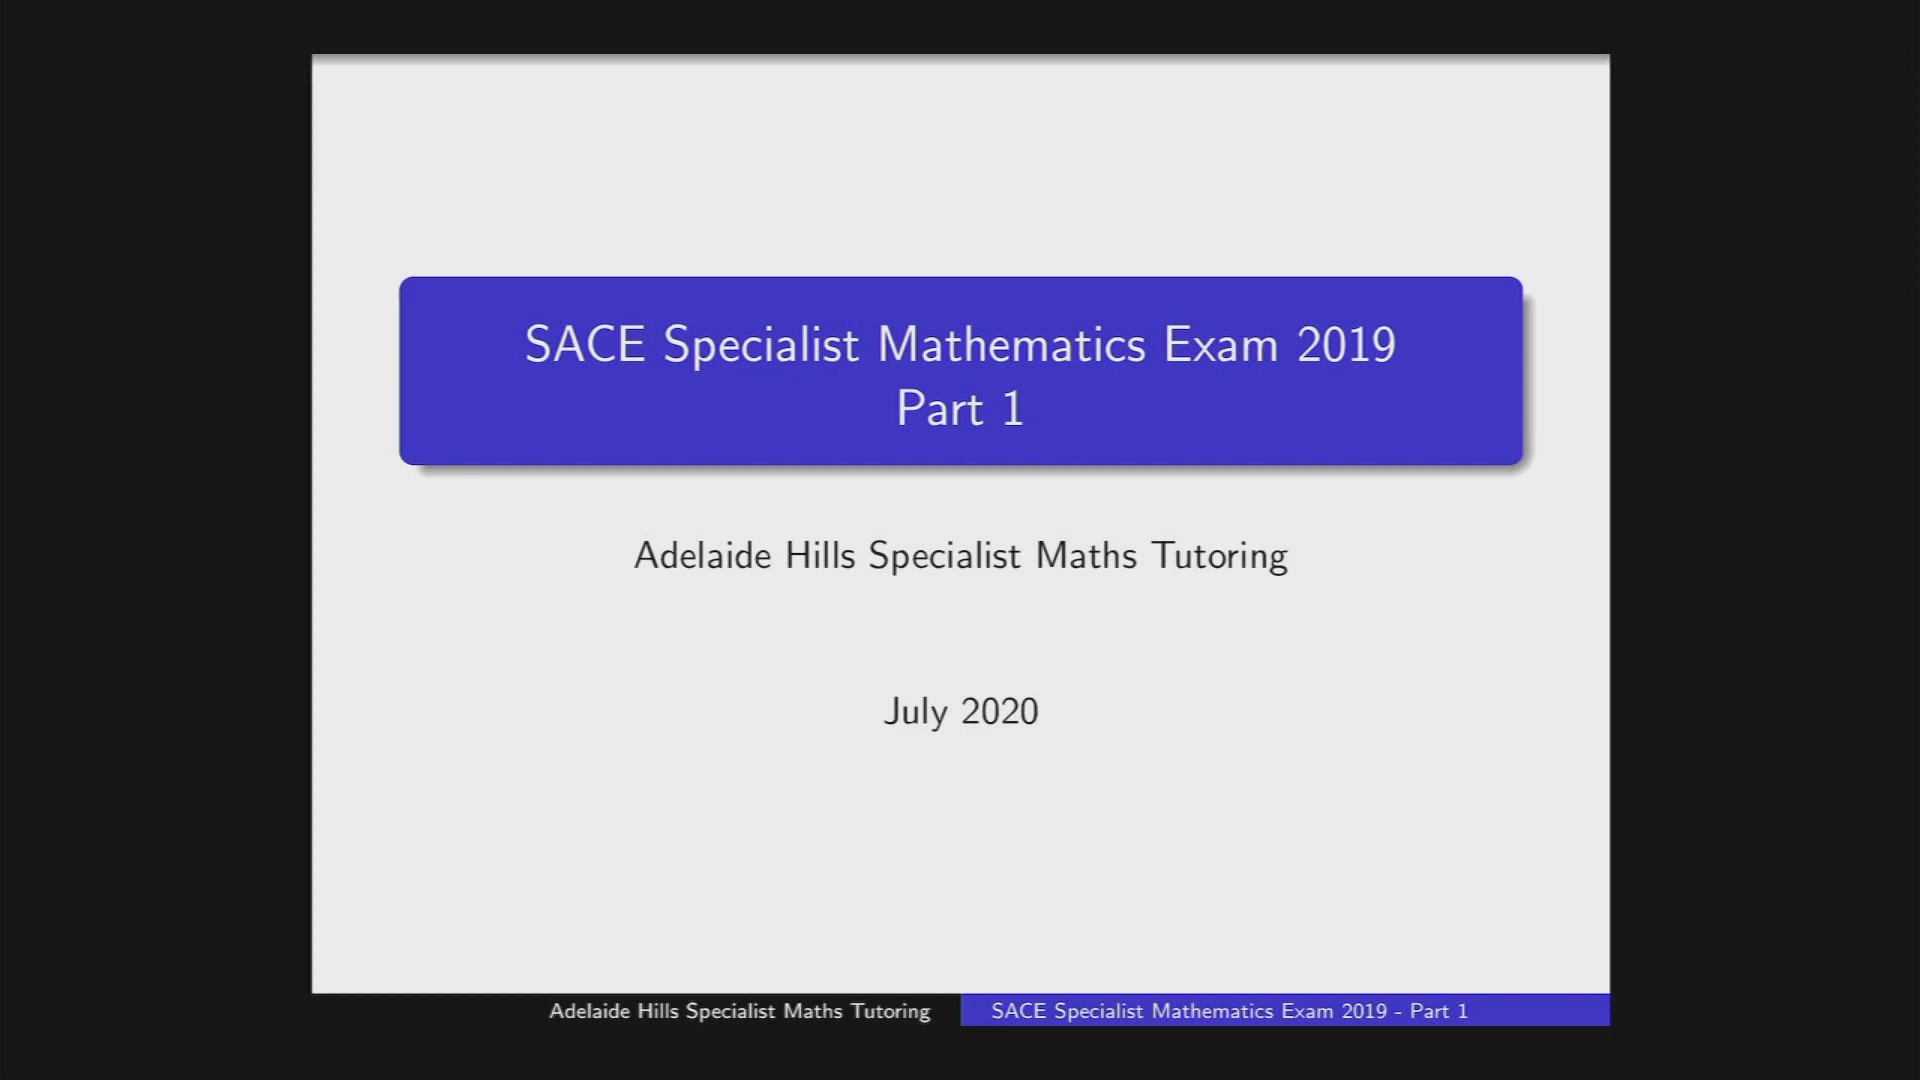 SACE Specialist Mathematics Exam 2019
Part 1
Adelaide Hills Specialist Maths Tutoring
July 2020
Adelaide Hills Specialist Maths Tutoring
SACE Specialist Mathematics Exam 2019 - Part 1